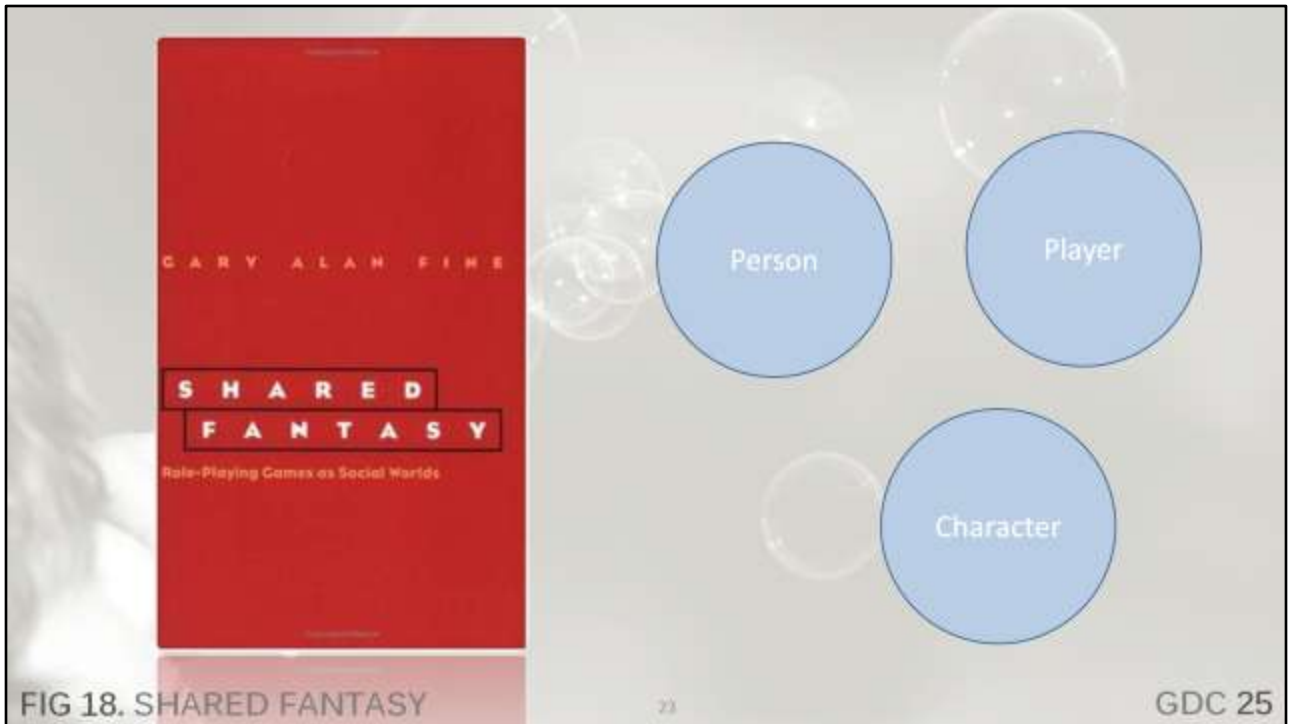 GARY ALAN FINE
SHARED
FANTASY
Role-Playing Games as Social Worlds
Person
Player
Character
FIG 18. SHARED FANTASY
23
GDC 25